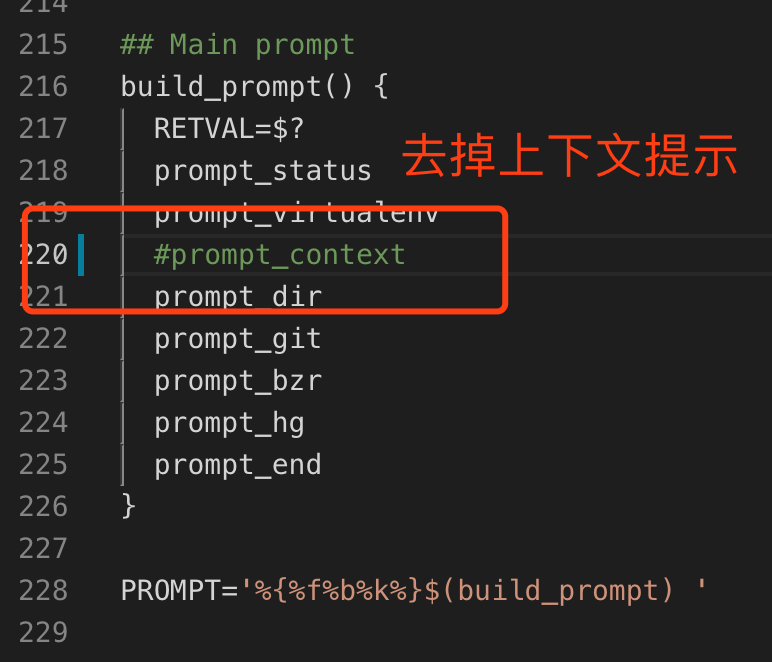 214
215 ## Main prompt
216 build_prompt() {
217 RETVAL=$?
218 prompt_status
去掉上下文提示
219 prompt_virtualenv
220 #prompt_context
221 prompt_dir
222 prompt_git
223 prompt_bzr
224 prompt_hg
225 prompt_end
226 }
227
228 PROMPT='%{%f%b%k%}$(build_prompt) '
229